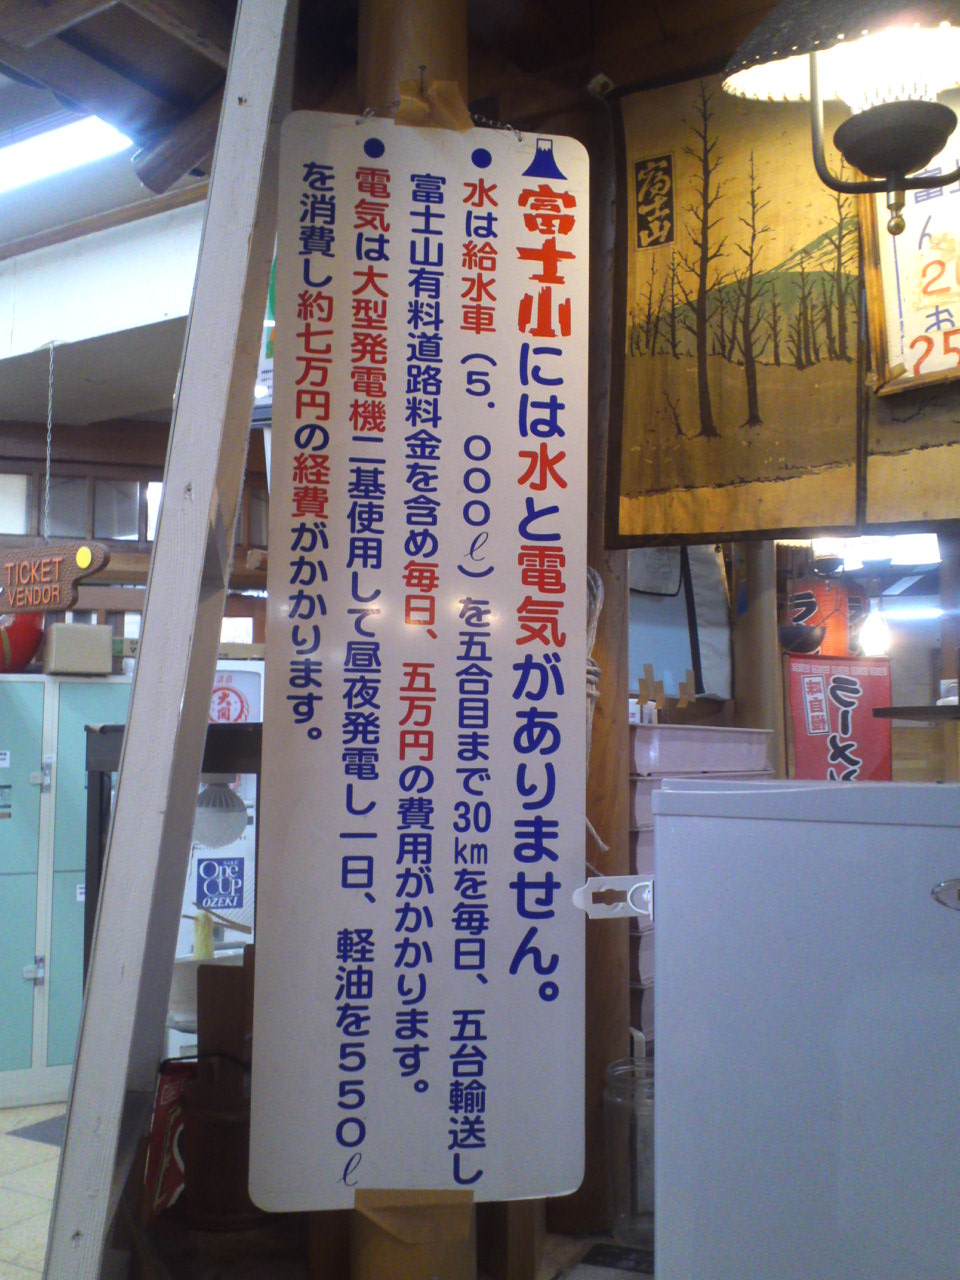 富士山には水と電気がありません。
●水は給水車（5．000ℓ）を五合目まで30kmを毎日、五台輸送し
富士山有料道路料金を含め毎日、五万円の費用がかかります。
●電気は大型発電機二基使用して昼夜発電し一日、軽油を550ℓ
を消費し約七万円の経費がかかります。
富士山
TICKET
VENDOR
大関
One
CUP
OZEKI
ラーメン